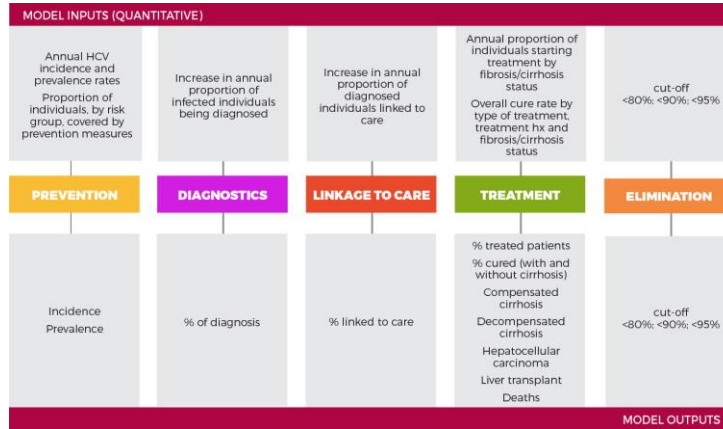 MODEL INPUTS (QUANTITATIVE)
Annual HCV
incidence and
prevalence rates
Proportion of
individuals, by risk
group, covered by
prevention measures
Increase in annual
proportion of
infected individuals
being diagnosed
Increase in annual
proportion of
diagnosed
individuals linked to
care
Annual proportion of
individuals starting
treatment by
fibrosis/cirrhosis
status
Overall cure rate by
type of treatment,
treatment hx and
fibrosis/cirrhosis
status
cut-off
<80%; <90%; <95%
PREVENTION
DIAGNOSTICS
LINKAGE TO CARE
TREATMENT
ELIMINATION
Incidence
Prevalence
% of diagnosis
% linked to care
% treated patients
% cured (with and
without cirrhosis)
Compensated
cirrhosis
Decompensated
cirrhosis
Hepatocellular
carcinoma
Liver transplant
Deaths
cut-off
<80%; <90%; <95%
MODEL OUTPUTS